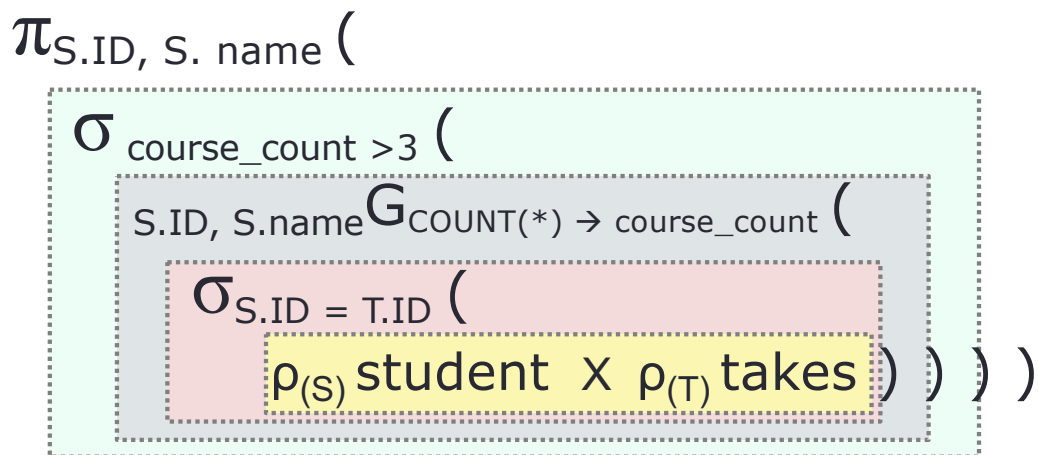 πS.ID, S. name (
σ course_count >3 (
S.ID, S.nameGCOUNT(*) → course_count (
σS.ID = T.ID (
ρ(S) student X ρ(T) takes ) ) ) )